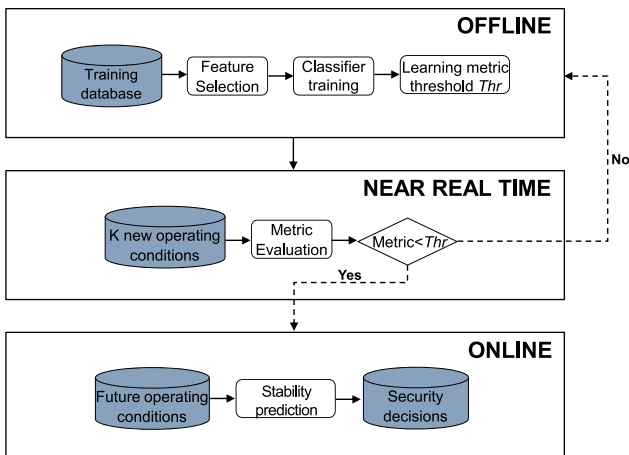 OFFLINE
Training
database
Feature
Selection
Classifier
training
Learning metric
threshold Thr
No
NEAR REAL TIME
K new operating
conditions
Metric
Evaluation
Metric<Thr
Yes
ONLINE
Future operating
conditions
Stability
prediction
Security
decisions